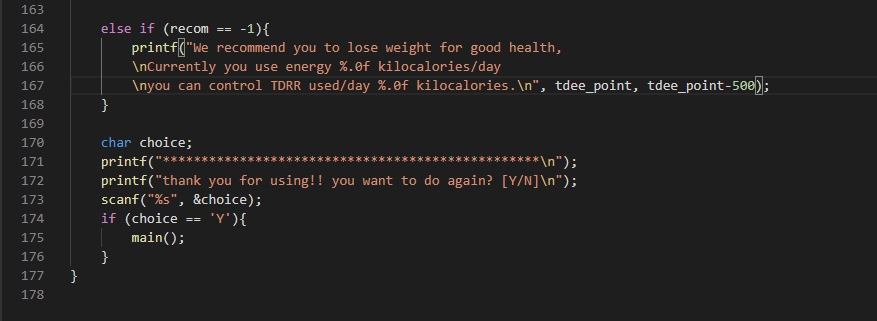 163
164 else if (recom == -1){
165 printf("We recommend you to lose weight for good health,
166 \nCurrently you use energy %.0f kilocalories/day
167 \nyou can control TDRR used/day %.0f kilocalories.\n", tdee_point, tdee_point-500);
168 }
169
170 char choice;
171 printf("*************************************************\n");
172 printf("thank you for using!! you want to do again? [Y/N]\n");
173 scanf("%s", &choice);
174 if (choice == 'Y'){
175 main();
176 }
177 }
178